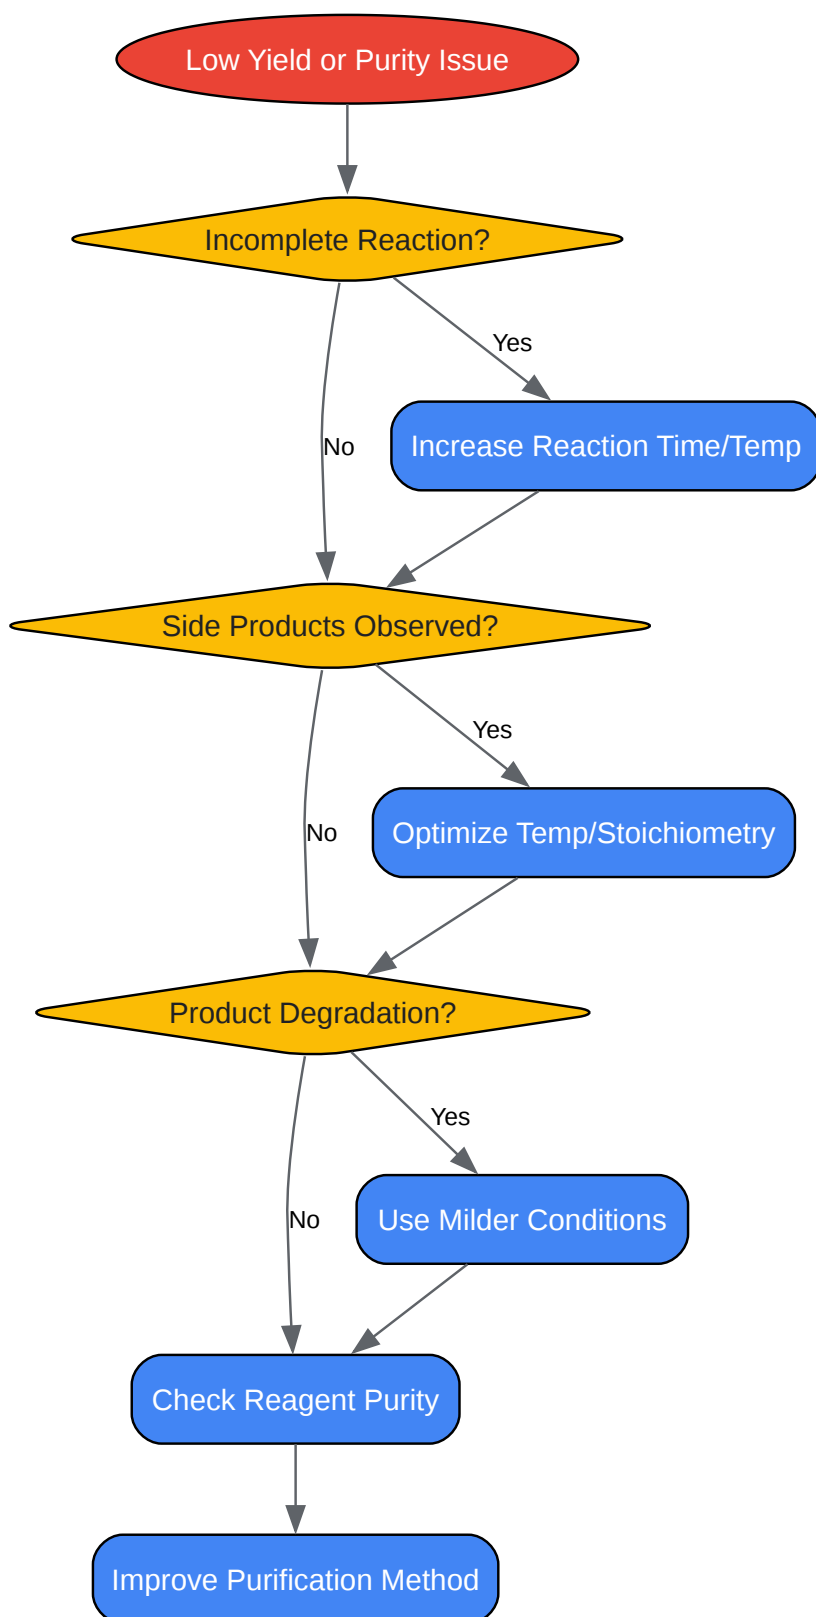 Low Yield or Purity Issue
Incomplete Reaction?
Yes
No
Increase Reaction Time/Temp
Side Products Observed?
Yes
No
Optimize Temp/Stoichiometry
Product Degradation?
Yes
No
Use Milder Conditions
Check Reagent Purity
Improve Purification Method